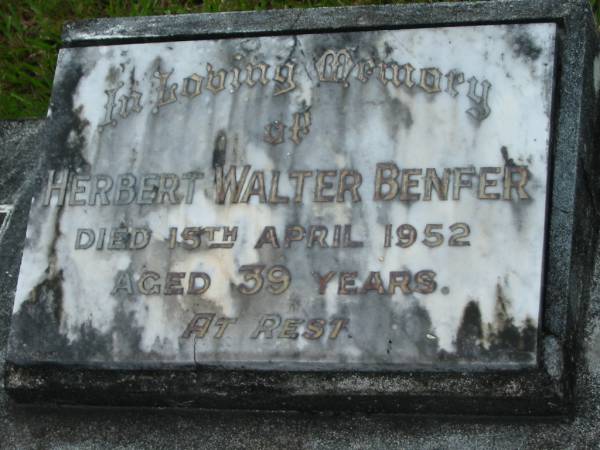 In Loving Memory
of
HERBERT WALTER BENFER
DIED 15TH APRIL 1952
AGED 39 YEARS.
AT REST